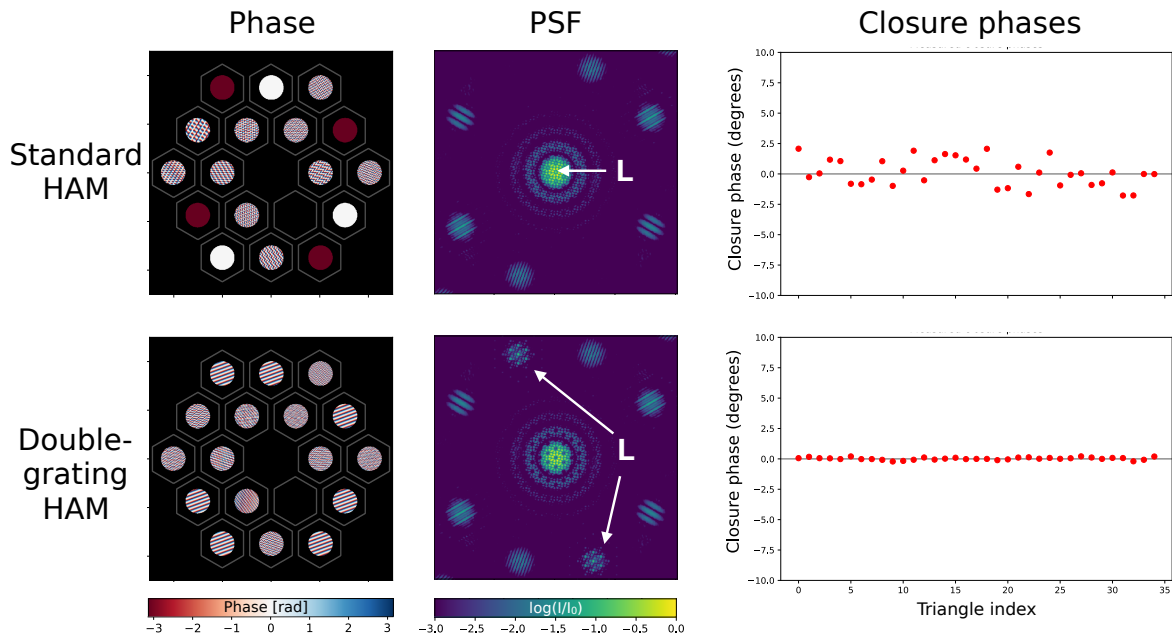 Phase
PSF
Closure phases
Standard
HAM
L
10.0
7.5
5.0
2.5
0.0
−2.5
−5.0
−7.5
−10.0
Closure phase (degrees)
Double-
grating
HAM
L
10.0
7.5
5.0
2.5
0.0
−2.5
−5.0
−7.5
−10.0
Closure phase (degrees)
0 5 10 15 20 25 30 35
Triangle index
Phase [rad]
−3 −2 −1 0 1 2 3
log(I/I₀)
−3.0 −2.5 −2.0 −1.5 −1.0 −0.5 0.0